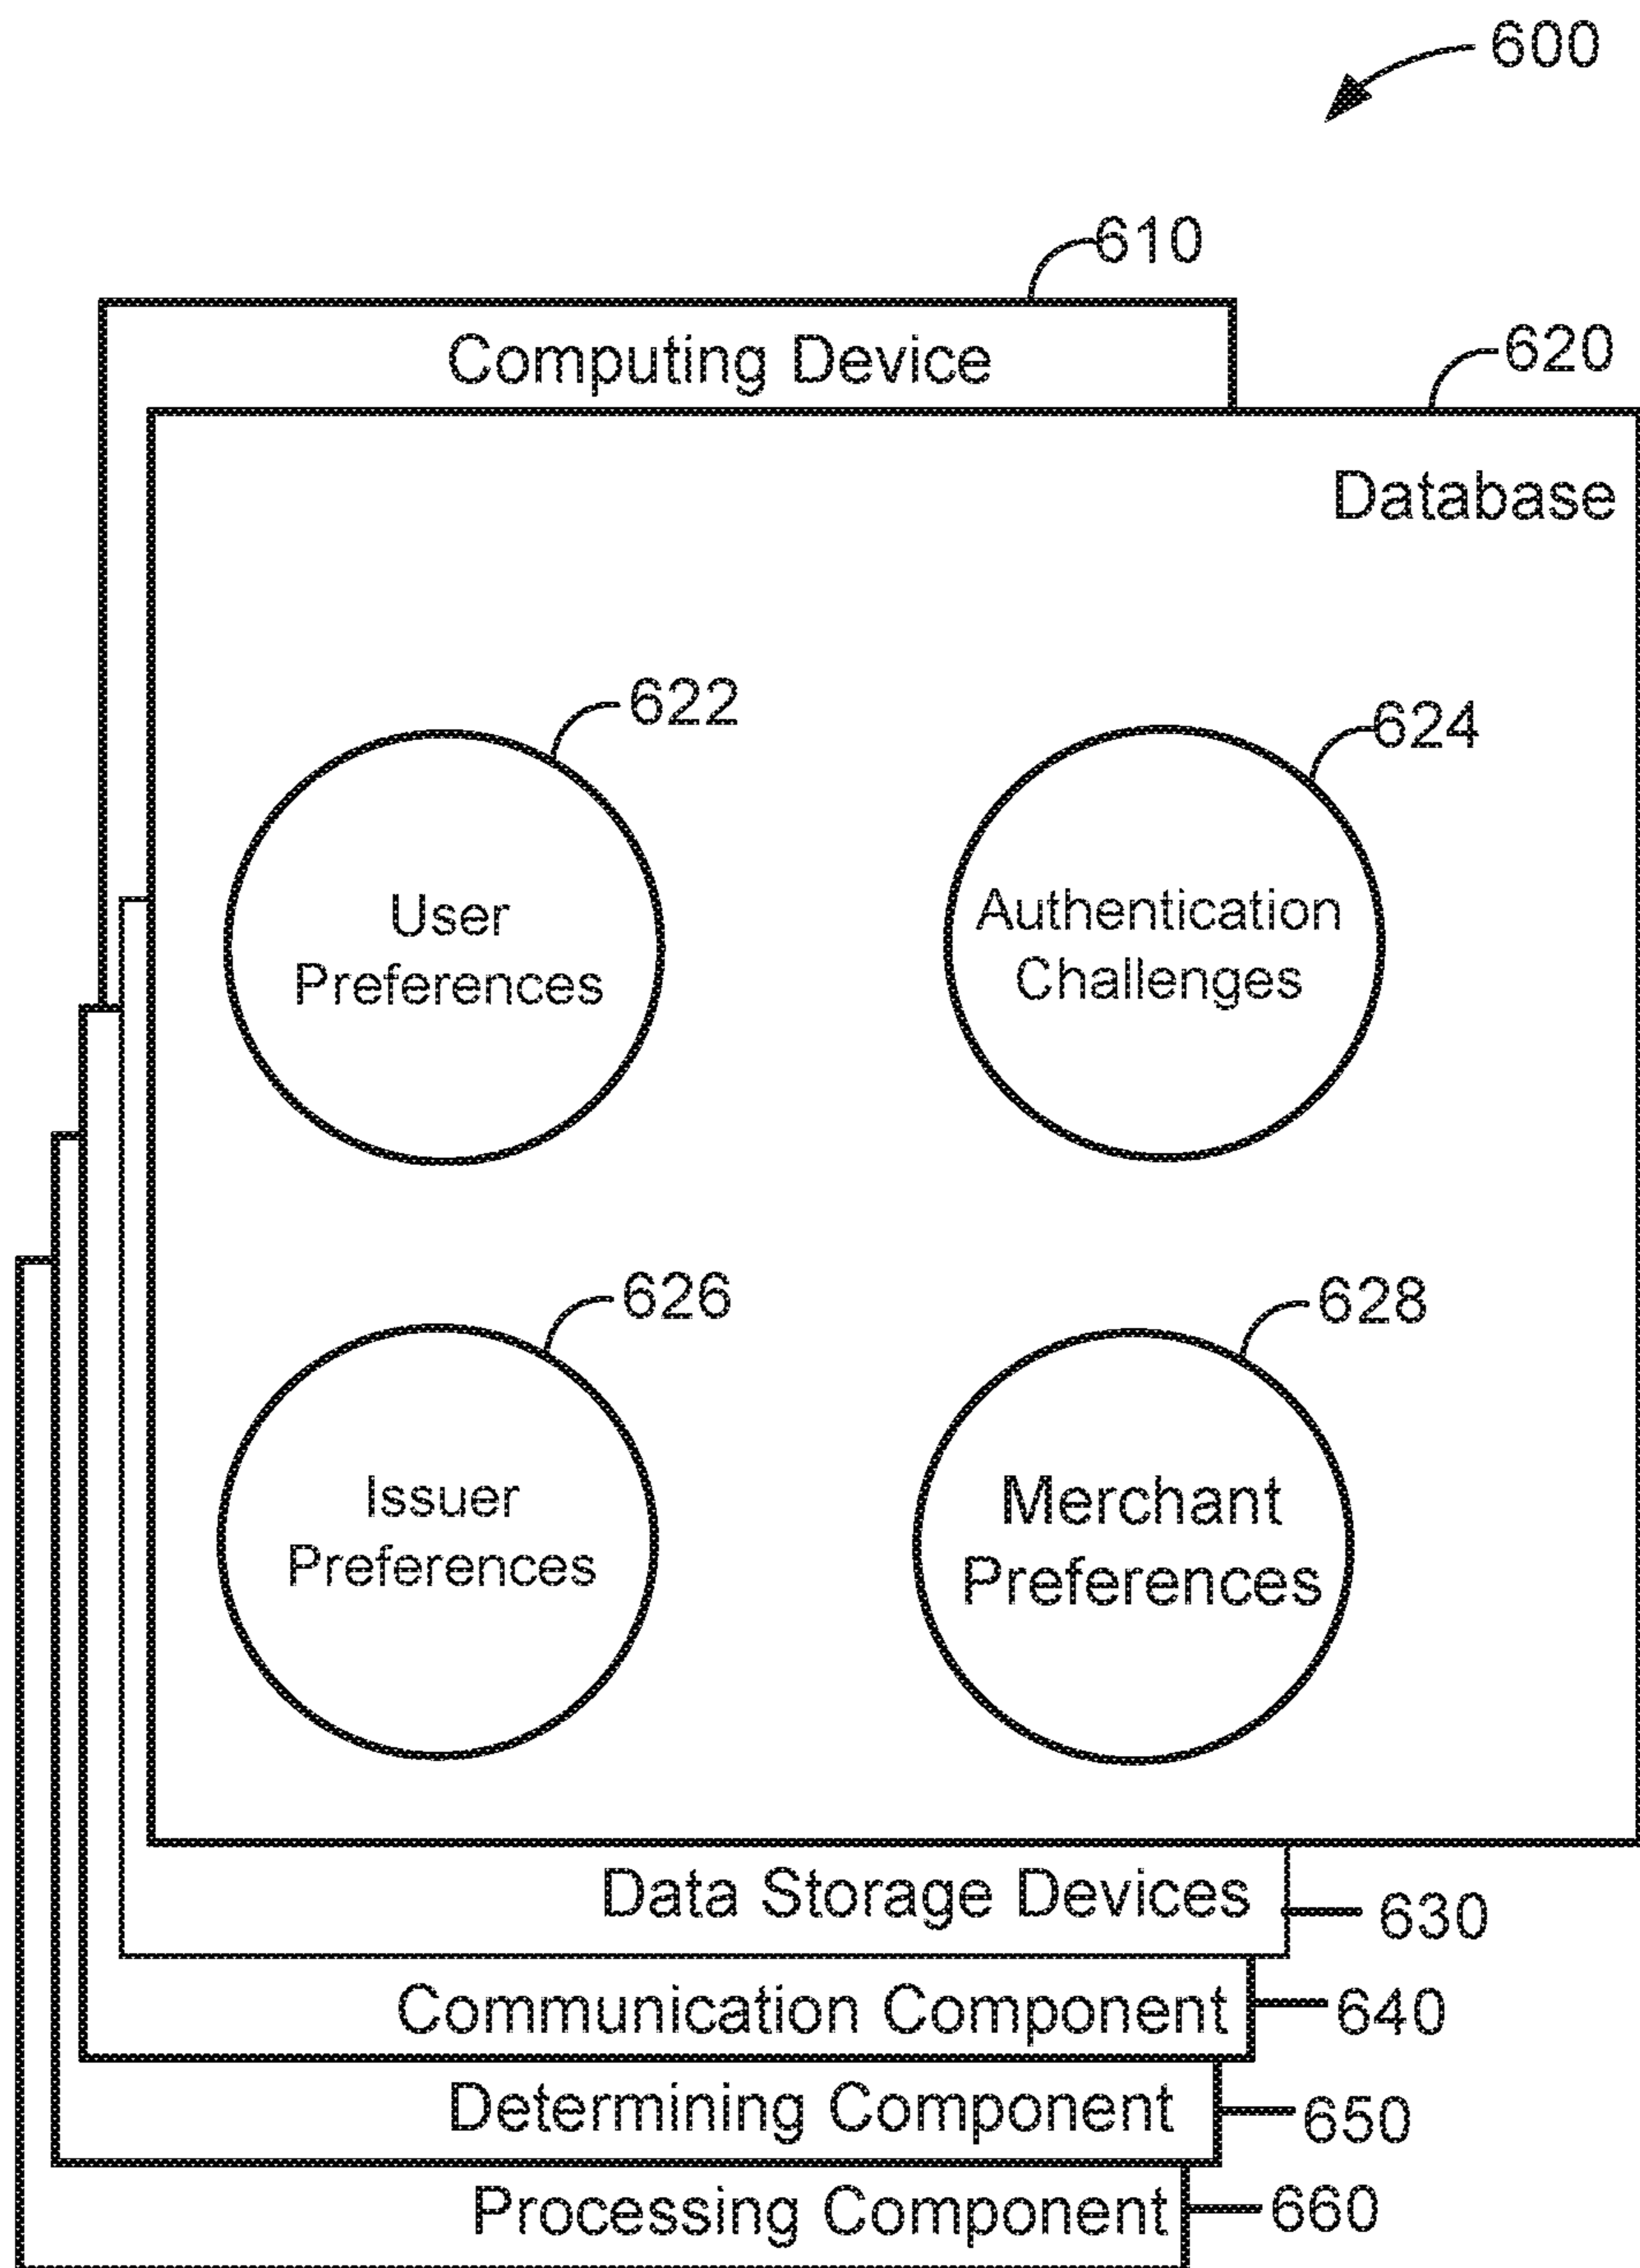 600
610
Computing Device
620
Database
622
624
User
Preferences
Authentication
Challenges
626
628
Issuer
Preferences
Merchant
Preferences
Data Storage Devices
630
Communication Component
640
Determining Component
650
Processing Component
660